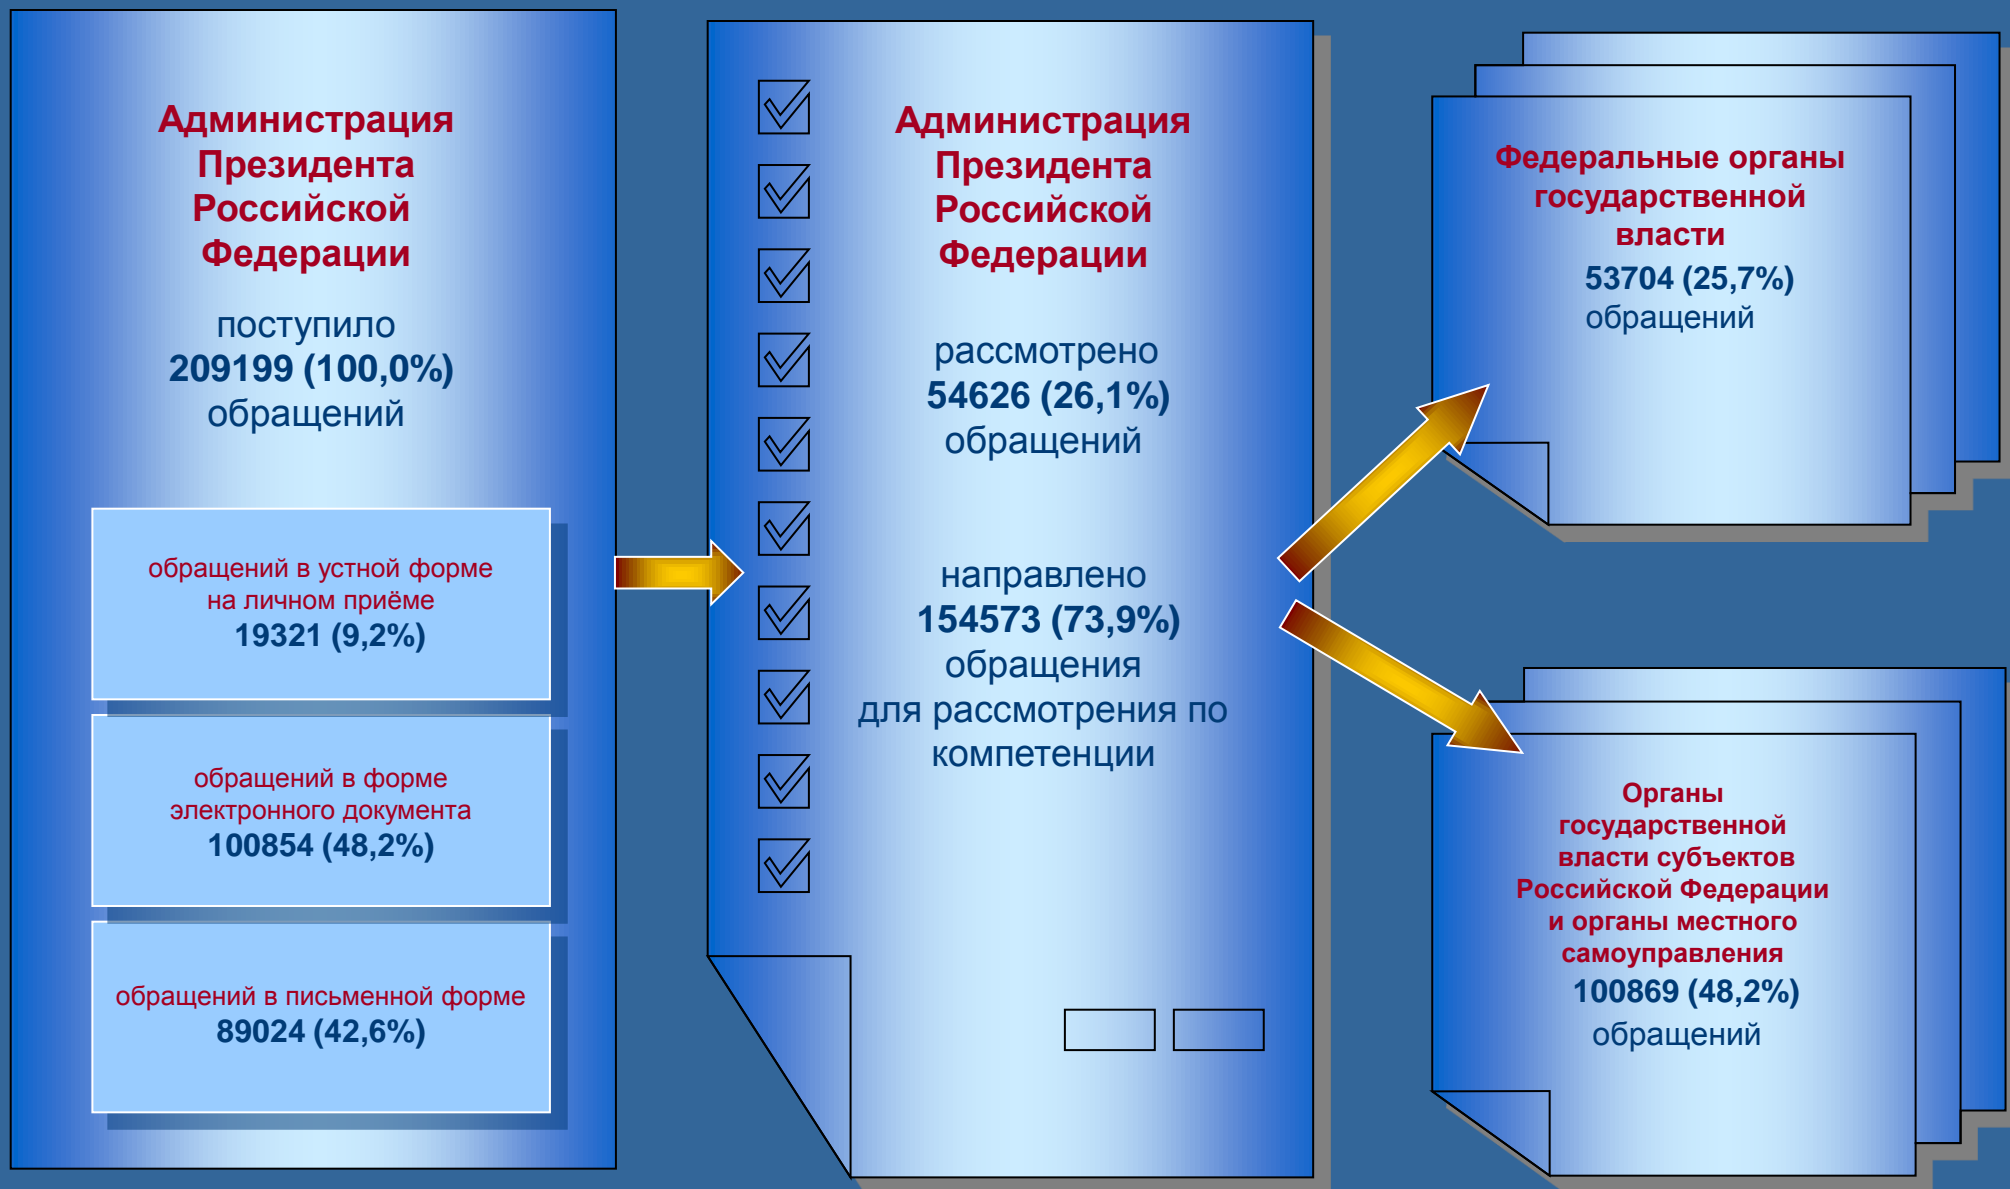 Администрация
Президента
Российской
Федерации
поступило
209199 (100,0%)
обращений
обращений в устной форме
на личном приёме
19321 (9,2%)
обращений в форме
электронного документа
100854 (48,2%)
обращений в письменной форме
89024 (42,6%)
Администрация
Президента
Российской
Федерации
рассмотрено
54626 (26,1%)
обращений
направлено
154573 (73,9%)
обращения
для рассмотрения по
компетенции
Федеральные органы
государственной
власти
53704 (25,7%)
обращений
Органы
государственной
власти субъектов
Российской Федерации
и органы местного
самоуправления
100869 (48,2%)
обращений